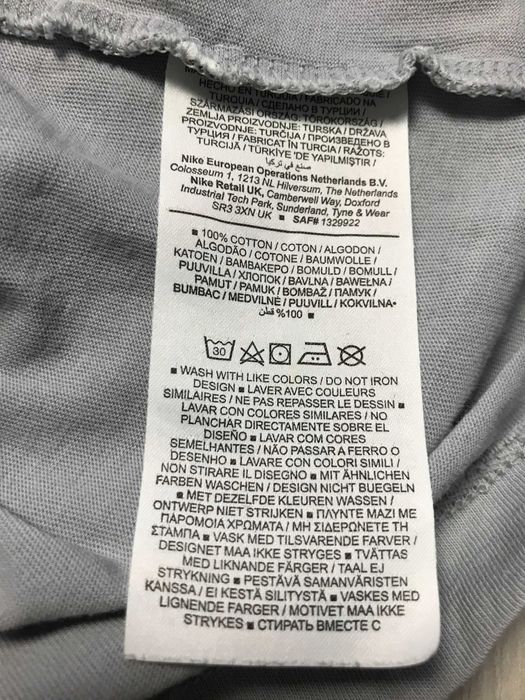 HECHO EN TURQUÍA / FABRICADO NA
TURQUIA / СДЕЛАНО В ТУРЦИИ /
SZÁRMAZÁSI ORSZÁG: TÖRÖKORSZÁG /
ZEMLJA PROIZVODNJE: TURSKA / DRŽAVA
PROIZVODNJE: TURČIJA / ПРОИЗВЕДЕНО В
ТУРЦИЯ / FABRICAT ÎN TURCIA / RAŽOTS:
TURCIJĀ / TÜRKİYE 'DE YAPILMIŞTIR /
صنع في تركيا
Nike European Operations Netherlands B.V.
Colosseum 1, 1213 NL Hilversum, The Netherlands
Nike Retail UK, Camberwell Way, Doxford
Industrial Tech Park, Sunderland, Tyne & Wear
SR3 3XN UK ■ SAF# 1329922
■ 100% COTTON / COTON / ALGODON /
ALGODÃO / COTONE / BAUMWOLLE /
KATOEN / ΒΑΜΒΑΚΕΡΟ / BOMULD / BOMULL /
PUUVILLA / ХЛОПОК / BAVLNA / BAWEŁNA /
PAMUT / PAMUK / BOMBAŽ / ПАМУК /
BUMBAC / MEDVILNĖ / PUUVILL / KOKVILNA
%100 قطن ■
30
■ WASH WITH LIKE COLORS / DO NOT IRON
DESIGN ■ LAVER AVEC COULEURS
SIMILAIRES / NE PAS REPASSER LE DESSIN ■
LAVAR CON COLORES SIMILARES / NO
PLANCHAR DIRECTAMENTE SOBRE EL
DISEÑO ■ LAVAR COM CORES
SEMELHANTES / NÃO PASSAR A FERRO O
DESENHO ■ LAVARE CON COLORI SIMILI /
NON STIRARE IL DISEGNO ■ MIT ÄHNLICHEN
FARBEN WASCHEN / DESIGN NICHT BUEGELN
■ MET DEZELFDE KLEUREN WASSEN /
ONTWERP NIET STRIJKEN ■ ΠΛΥΝΤΕ ΜΑΖΙ ΜΕ
ΠΑΡΟΜΟΙΑ ΧΡΩΜΑΤΑ / ΜΗ ΣΙΔΕΡΩΝΕΤΕ ΤΗ
ΣΤΑΜΠΑ ■ VASK MED TILSVARENDE FARVER /
DESIGNET MAA IKKE STRYGES ■ TVÄTTAS
MED LIKNANDE FÄRGER / TAAL EJ
STRYKNING ■ PESTÄVÄ SAMANVÄRISTEN
KANSSA / EI KESTÄ SILITYSTÄ ■ VASKES MED
LIGNENDE FARGER / MOTIVET MAA IKKE
STRYKES ■ СТИРАТЬ ВМЕСТЕ С